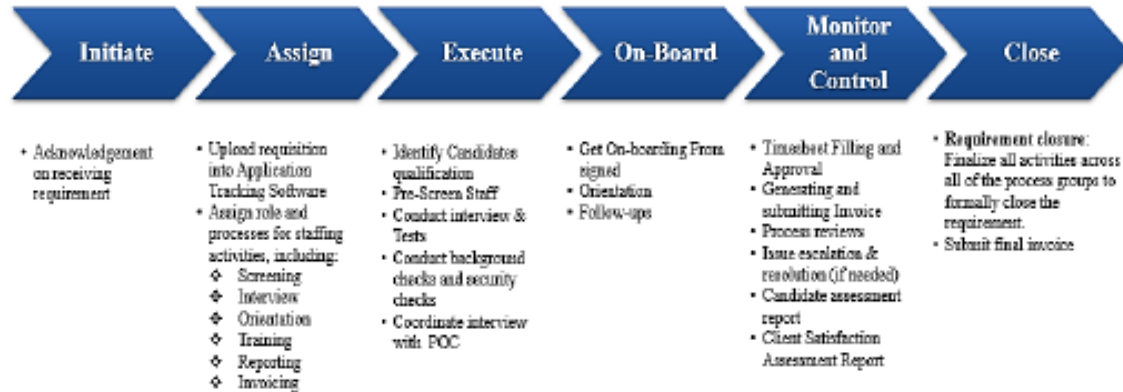 Initiate
Assign
Execute
On-Board
Monitor
and
Control
Close
• Acknowledgement
on receiving
requirement
• Upload requisition
into Application
Tracking Software
• Assign role and
processes for staffing
activities, including:
❖ Screening
❖ Interview
❖ Orientation
❖ Training
❖ Reporting
❖ Invoicing
• Identify Candidates
qualification
• Pre-Screen Staff
• Conduct interview &
Tests
• Conduct background
checks and security
checks
• Coordinate interview
with POC
• Get On-boarding From
signed
• Orientation
• Follow-ups
• Timesheet Filling and
Approval
• Generating and
submitting Invoice
• Process reviews
• Issue escalation &
resolution (if needed)
• Candidate assessment
report
• Client Satisfaction
Assessment Report
• Requirement closure:
Finalize all activities across
all of the process groups to
formally close the
requirement.
• Submit final invoice